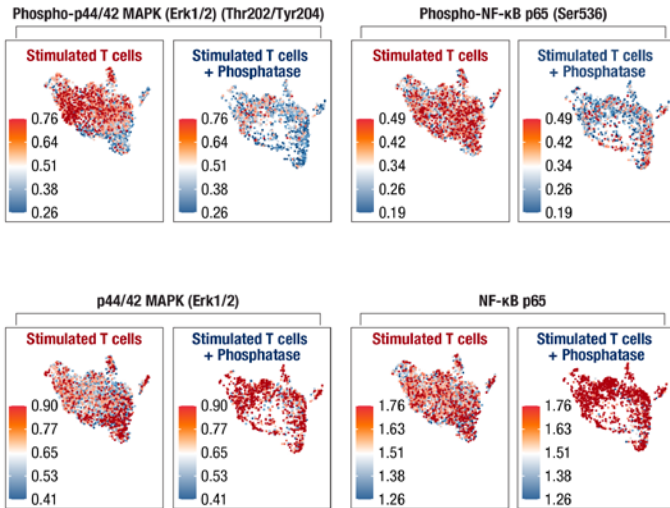 Phospho-p44/42 MAPK (Erk1/2) (Thr202/Tyr204)
Stimulated T cells
0.76
0.64
0.51
0.38
0.26
Stimulated T cells
+ Phosphatase
0.76
0.64
0.51
0.38
0.26
Phospho-NF-κB p65 (Ser536)
Stimulated T cells
0.49
0.42
0.34
0.26
0.19
Stimulated T cells
+ Phosphatase
0.49
0.42
0.34
0.26
0.19
p44/42 MAPK (Erk1/2)
Stimulated T cells
0.90
0.77
0.65
0.53
0.41
Stimulated T cells
+ Phosphatase
0.90
0.77
0.65
0.53
0.41
NF-κB p65
Stimulated T cells
1.76
1.63
1.51
1.38
1.26
Stimulated T cells
+ Phosphatase
1.76
1.63
1.51
1.38
1.26